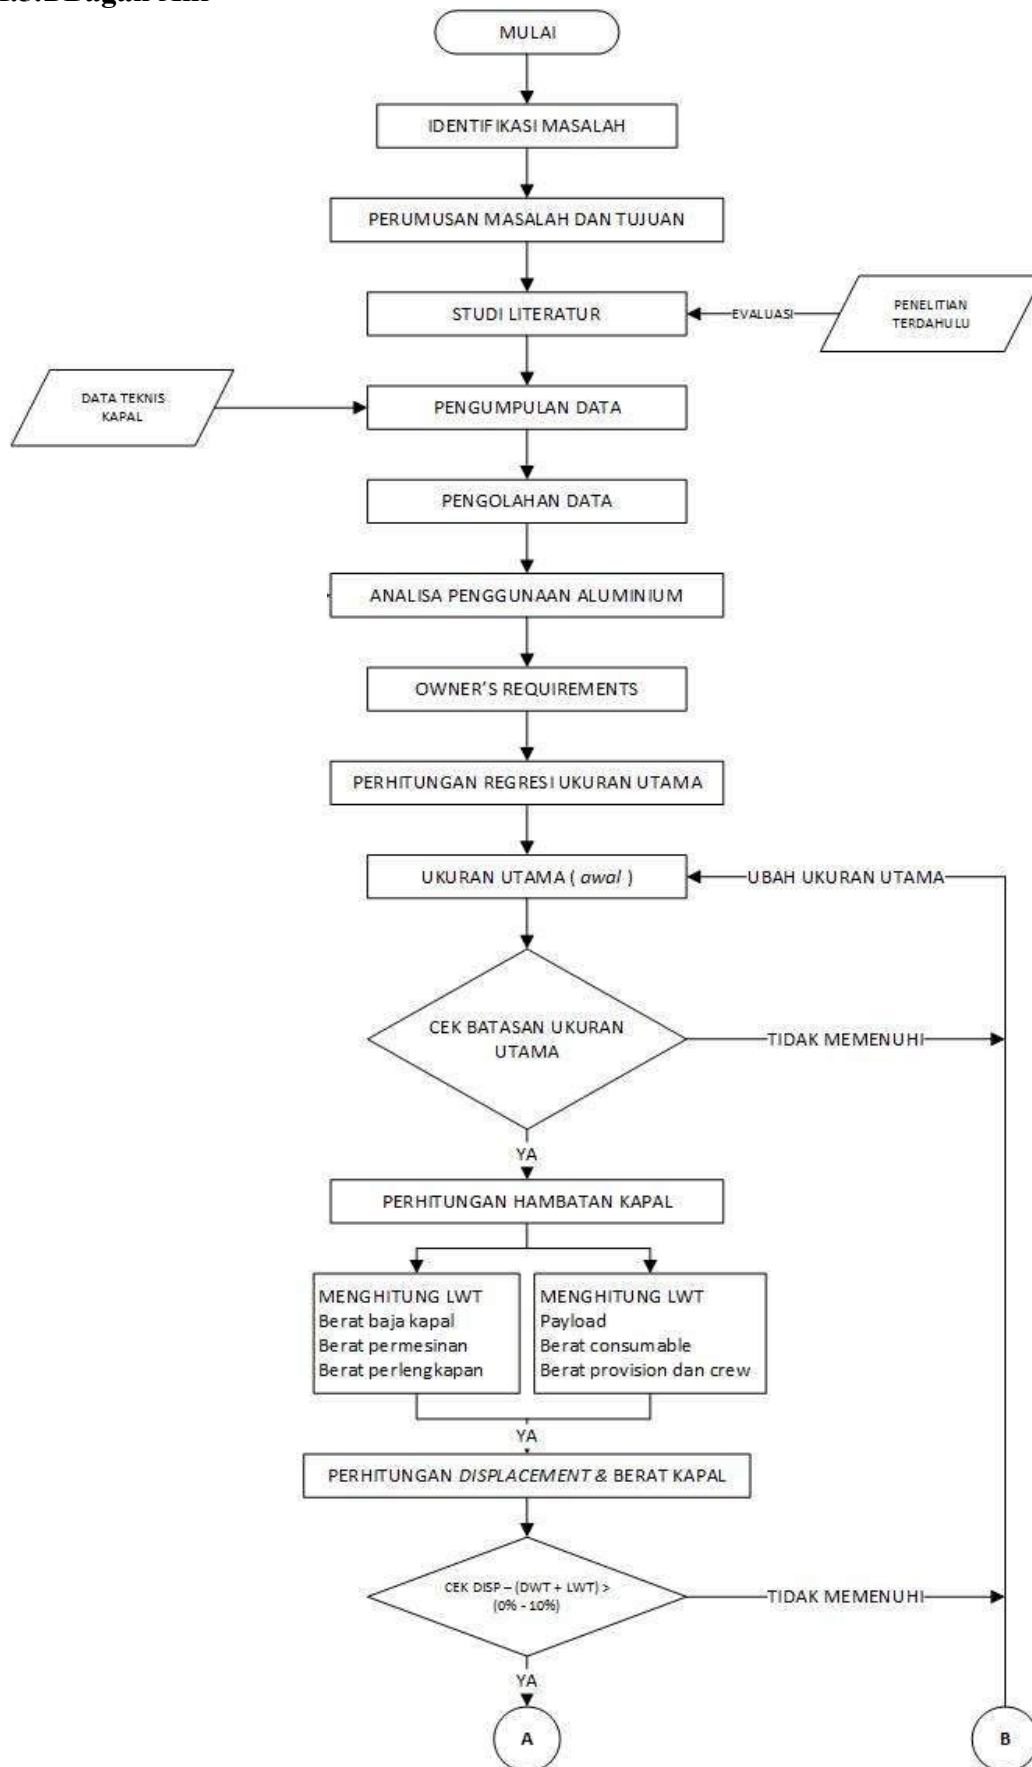 MULAI
IDENTIFIKASI MASALAH
PERUMUSAN MASALAH DAN TUJUAN
STUDI LITERATUR
EVALUASI
PENELITIAN
TERDAHULU
DATA TEKNIS
KAPAL
PENGUMPULAN DATA
PENGOLAHAN DATA
ANALISA PENGGUNAAN ALUMINIUM
OWNER'S REQUIREMENTS
PERHITUNGAN REGRESI UKURAN UTAMA
UKURAN UTAMA ( awal )
UBAH UKURAN UTAMA
CEK BATASAN UKURAN
UTAMA
TIDAK MEMENUHI
YA
PERHITUNGAN HAMBATAN KAPAL
MENGHITUNG LWT
Berat baja kapal
Berat permesinan
Berat perlengkapan
MENGHITUNG LWT
Payload
Berat consumable
Berat provision dan crew
YA
PERHITUNGAN DISPLACEMENT & BERAT KAPAL
CEK DISP – (DWT + LWT) >
(0% - 10%)
TIDAK MEMENUHI
YA
A
B